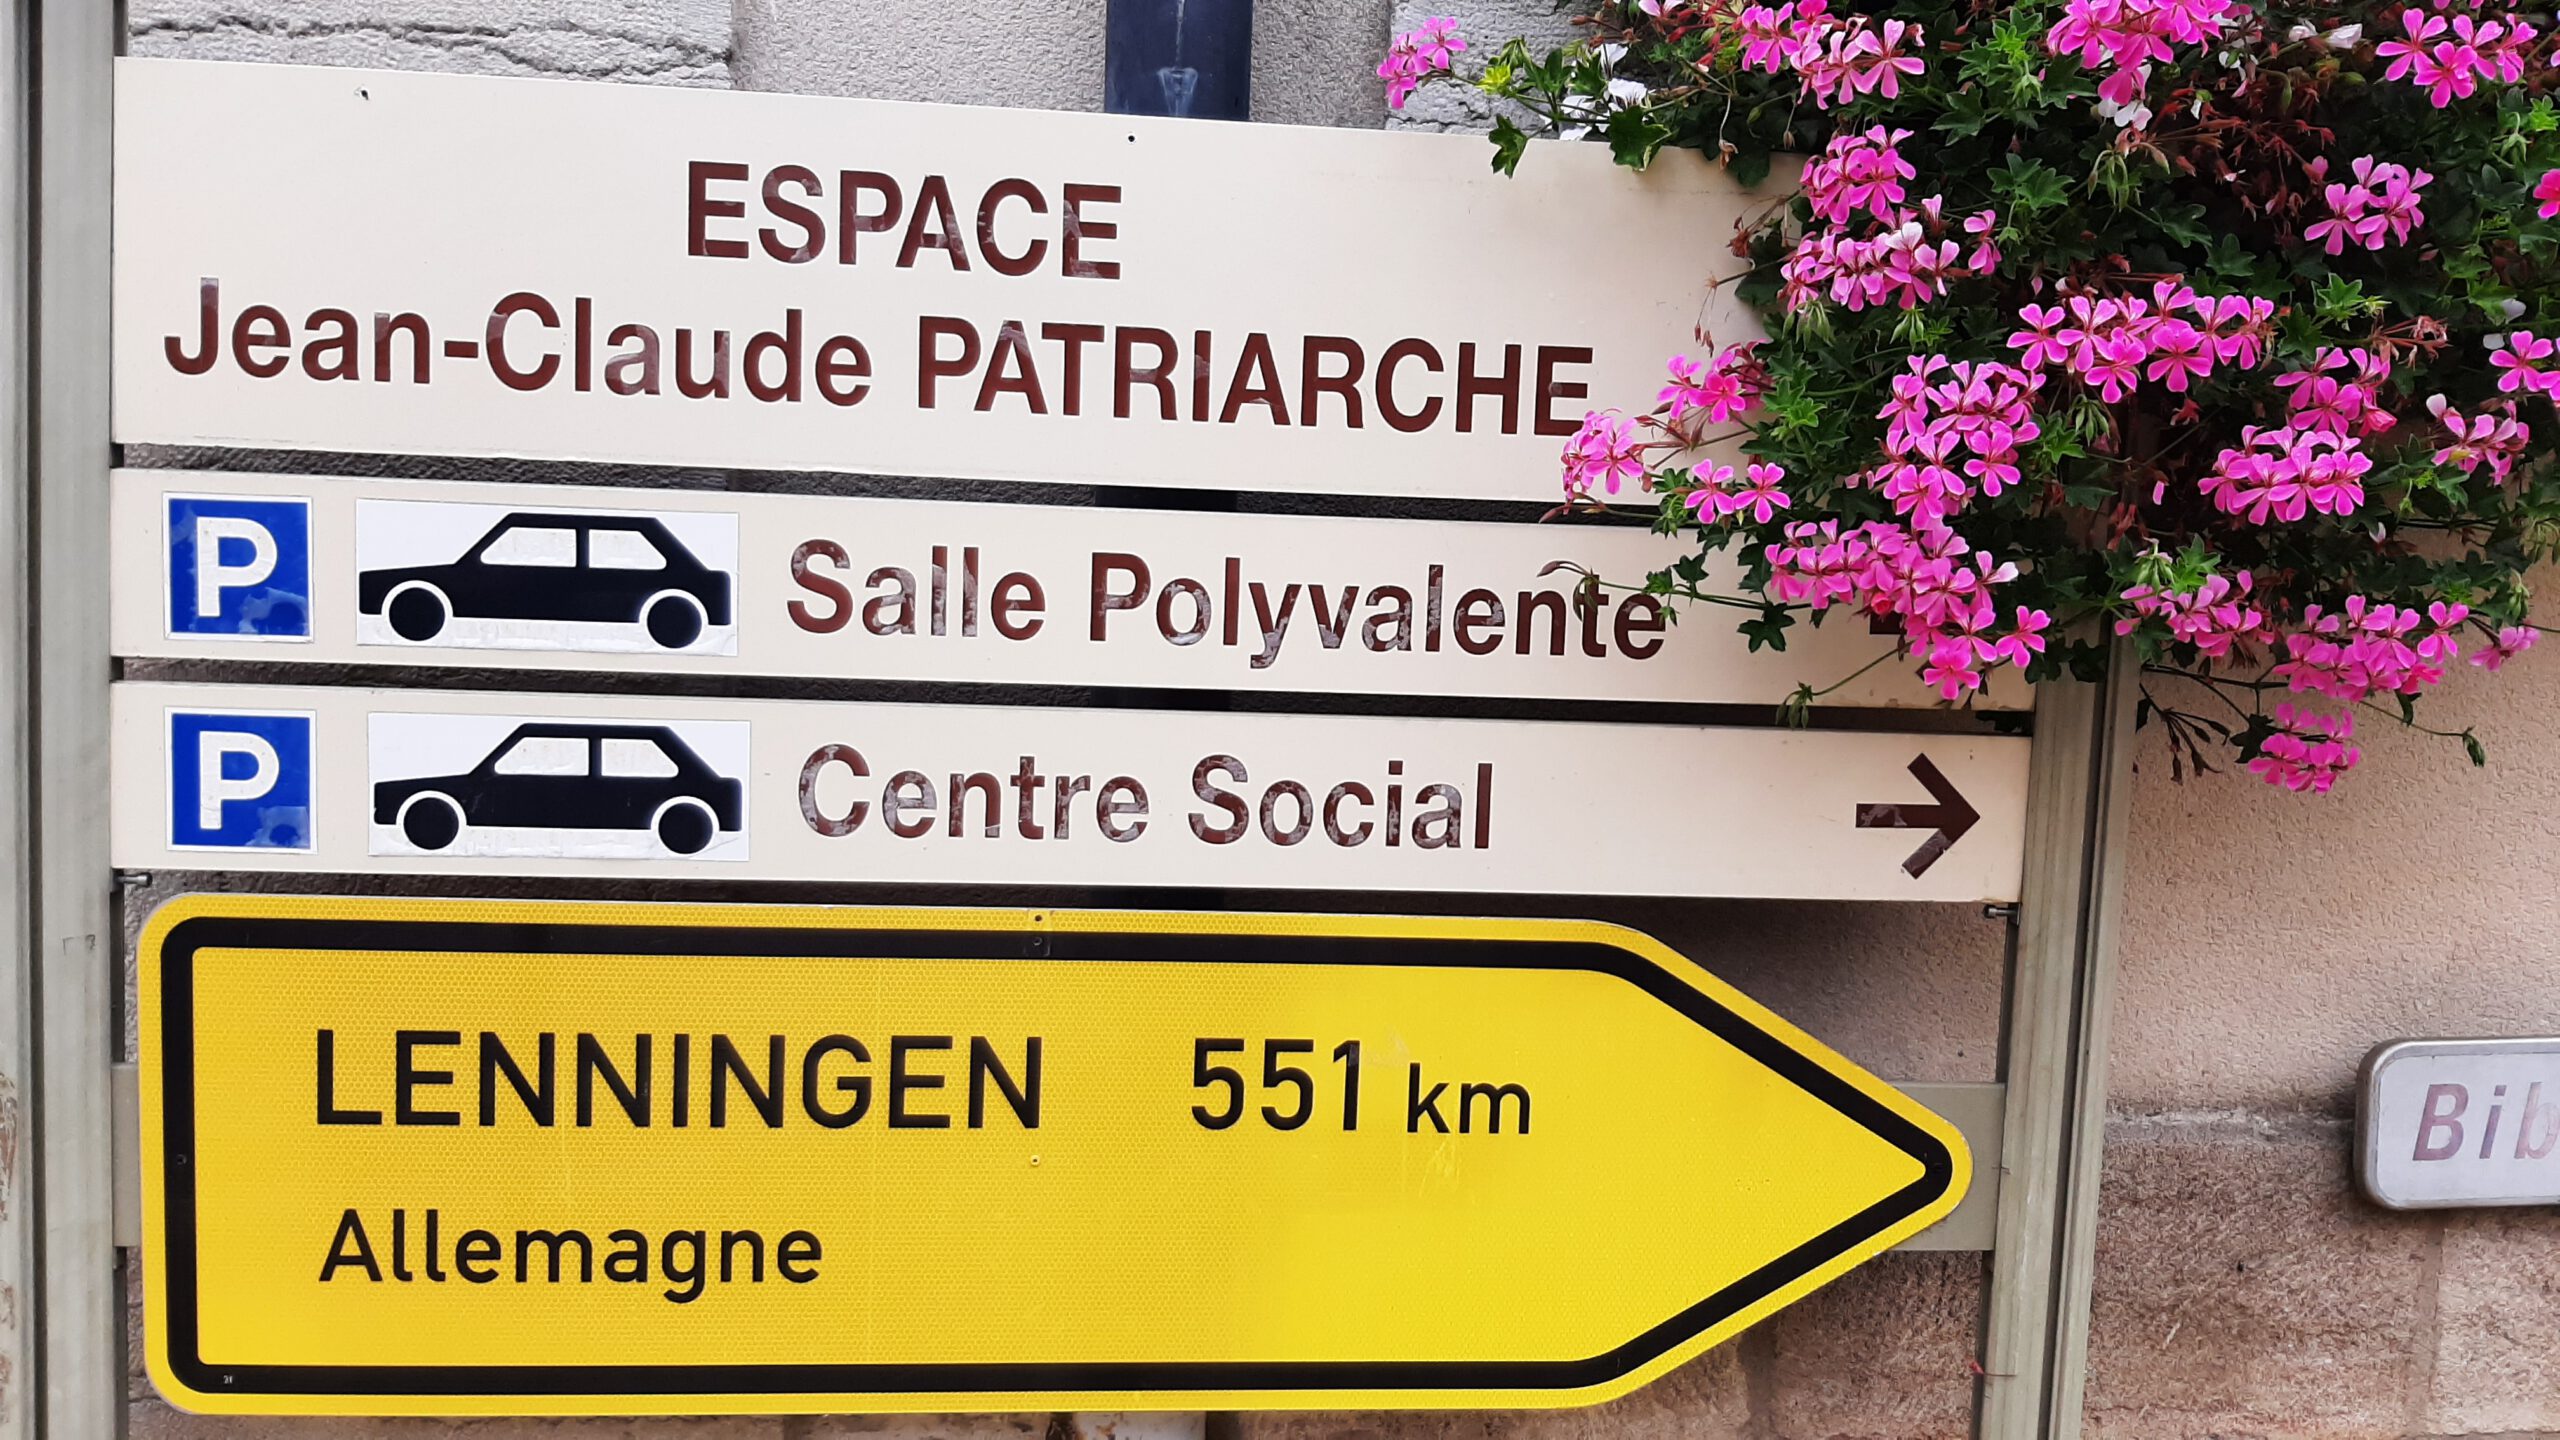 ESPACE
Jean-Claude PATRIARCHE
P Salle Polyvalente
P Centre Social
LENNINGEN 551 km
Allemagne